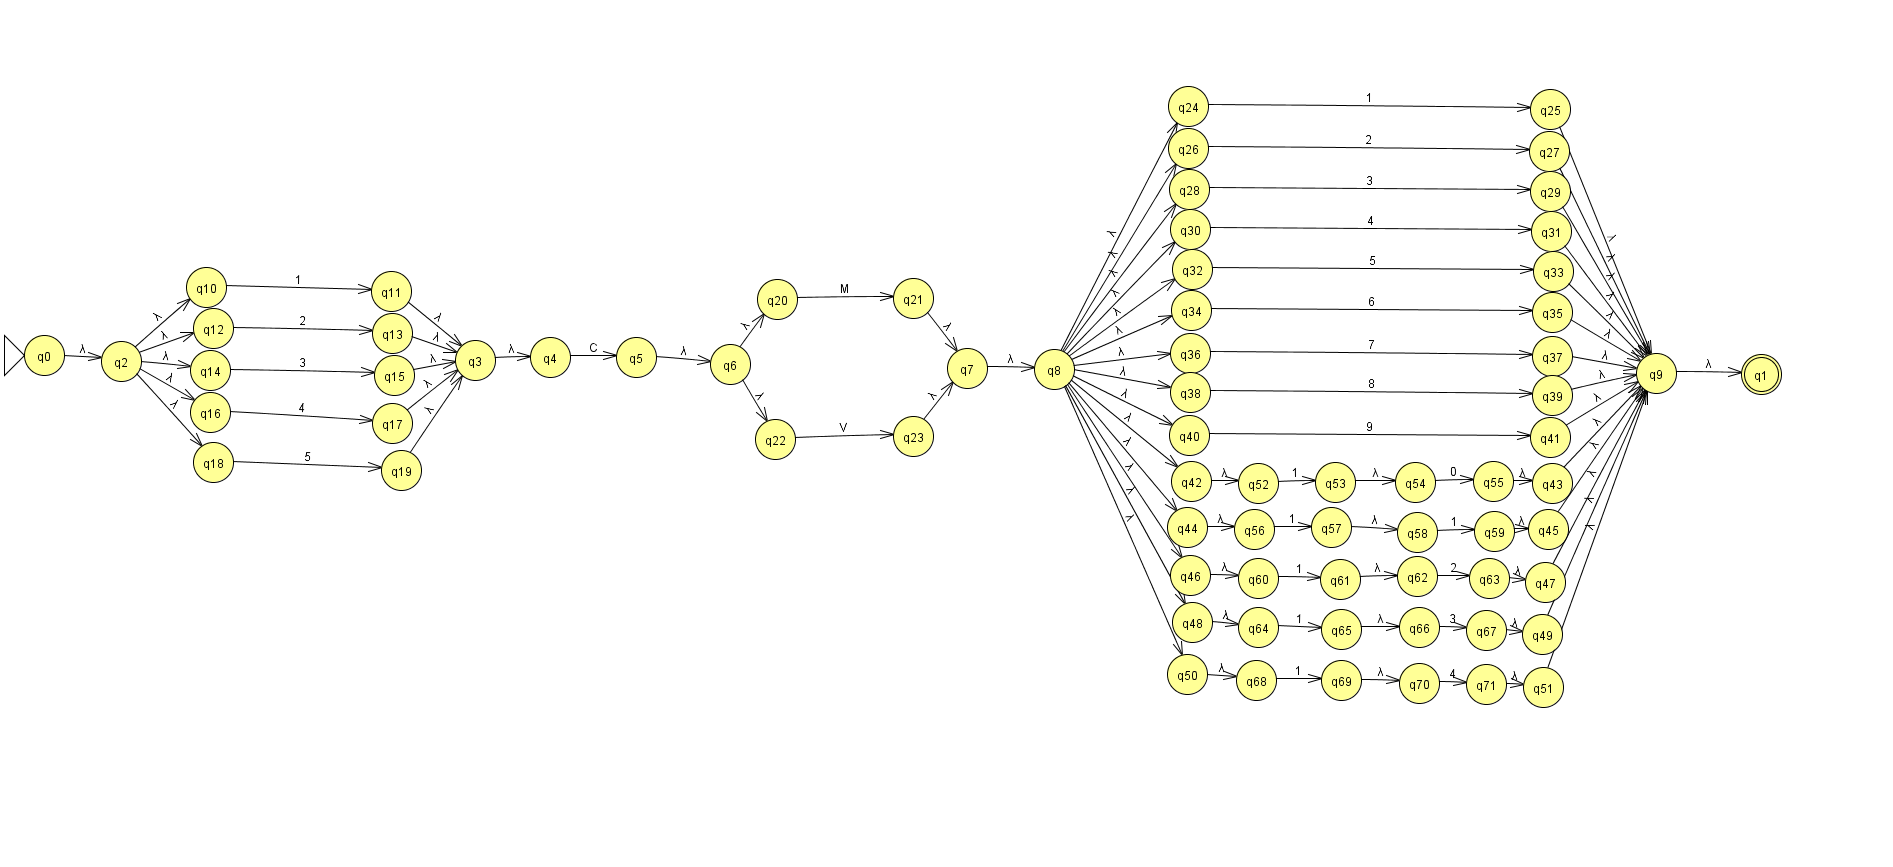 q0 λ q2
λ q10 1 q11 λ
λ q12 2 q13 λ
λ q14 3 q15 λ
λ q16 4 q17 λ
λ q18 5 q19 λ
q3 λ q4 C q5 λ q6
λ q20 M q21 λ
λ q22 V q23 λ
q7 λ q8
λ q24 1 q25 λ
λ q26 2 q27 λ
λ q28 3 q29 λ
λ q30 4 q31 λ
λ q32 5 q33 λ
λ q34 6 q35 λ
λ q36 7 q37 λ
λ q38 8 q39 λ
λ q40 9 q41 λ
λ q42 λ q52 1 q53 λ q54 0 q55 λ q43 λ
λ q44 λ q56 1 q57 λ q58 1 q59 λ q45 λ
λ q46 λ q60 1 q61 λ q62 2 q63 λ q47 λ
λ q48 λ q64 1 q65 λ q66 3 q67 λ q49 λ
λ q50 λ q68 1 q69 λ q70 4 q71 λ q51 λ
q9 λ q1